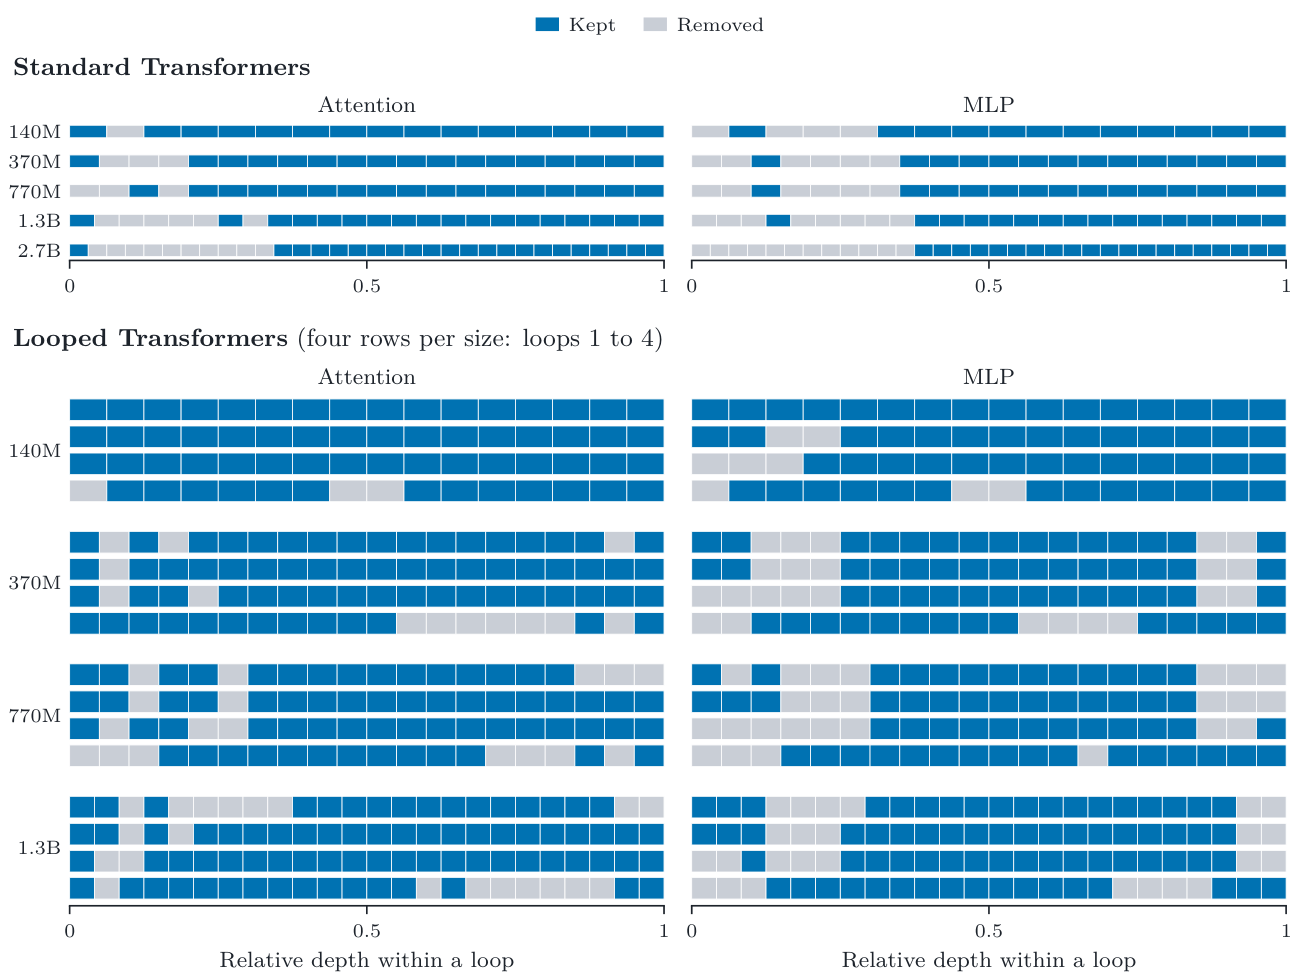 Kept Removed
Standard Transformers
Attention MLP
140M
370M
770M
1.3B
2.7B
0 0.5 1 0 0.5 1
Looped Transformers (four rows per size: loops 1 to 4)
Attention MLP
140M
370M
770M
1.3B
0 0.5 1 0 0.5 1
Relative depth within a loop Relative depth within a loop